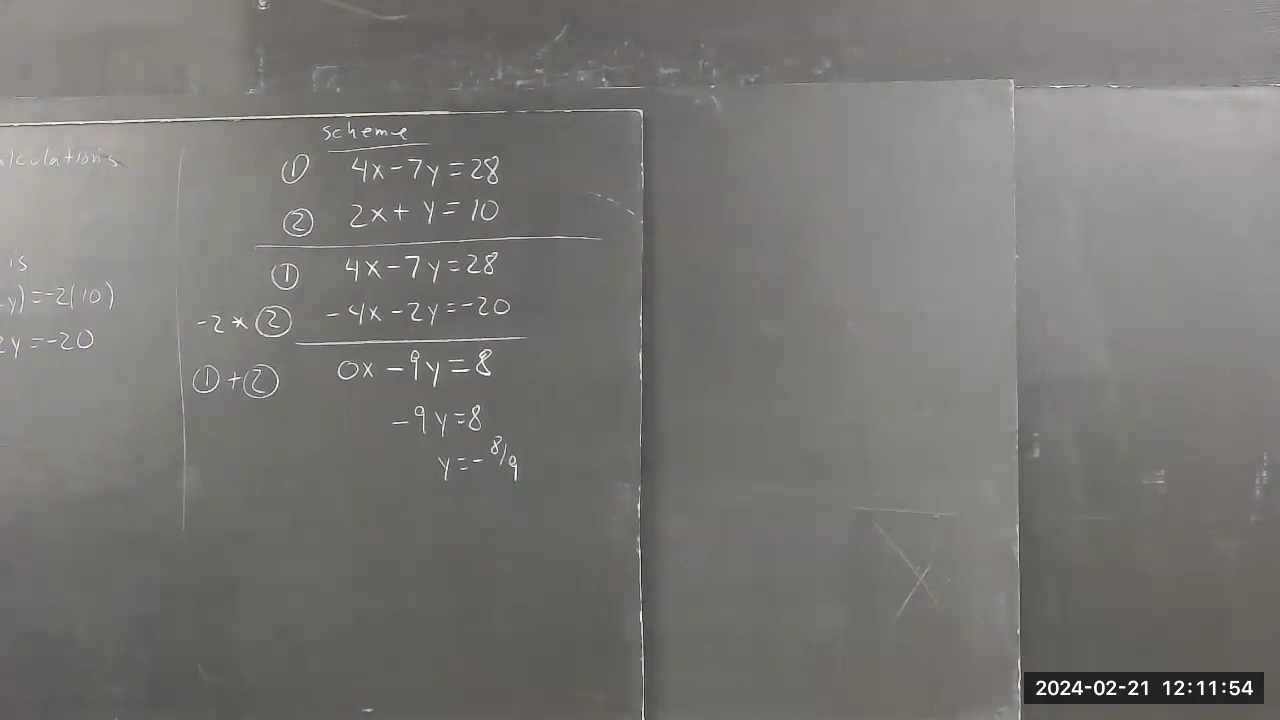 is
y)=-2(10)
2y=-20
scheme
① 4x-7y=28
② 2x+y=10
① 4x-7y=28
-2*② -4x-2y=-20
①+② 0x-9y=8
-9y=8
y=-8/9
2024-02-21 12:11:54